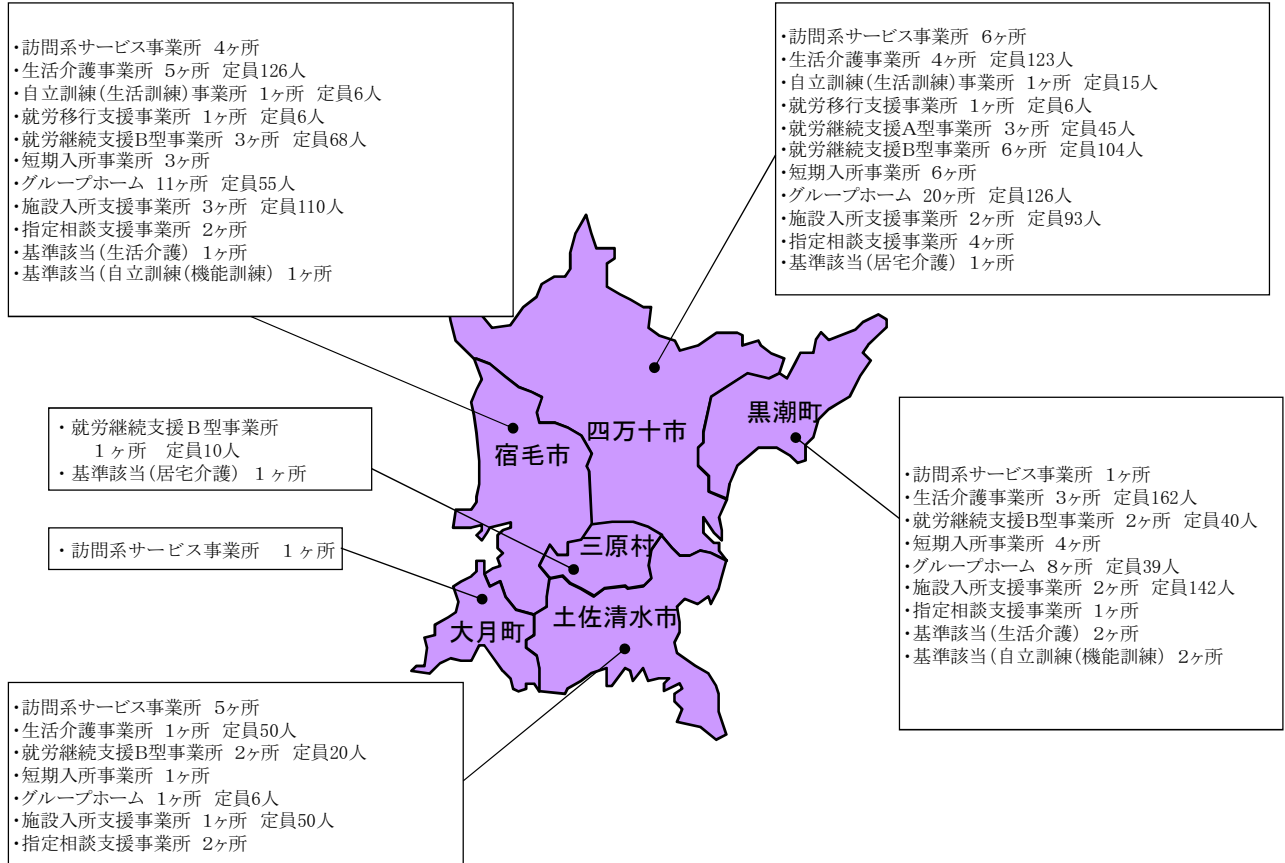 ・訪問系サービス事業所 4ヶ所
・生活介護事業所 5ヶ所 定員126人
・自立訓練(生活訓練)事業所 1ヶ所 定員6人
・就労移行支援事業所 1ヶ所 定員6人
・就労継続支援B型事業所 3ヶ所 定員68人
・短期入所事業所 3ヶ所
・グループホーム 11ヶ所 定員55人
・施設入所支援事業所 3ヶ所 定員110人
・指定相談支援事業所 2ヶ所
・基準該当(生活介護) 1ヶ所
・基準該当(自立訓練(機能訓練) 1ヶ所
・訪問系サービス事業所 6ヶ所
・生活介護事業所 4ヶ所 定員123人
・自立訓練(生活訓練)事業所 1ヶ所 定員15人
・就労移行支援事業所 1ヶ所 定員6人
・就労継続支援A型事業所 3ヶ所 定員45人
・就労継続支援B型事業所 6ヶ所 定員104人
・短期入所事業所 6ヶ所
・グループホーム 20ヶ所 定員126人
・施設入所支援事業所 2ヶ所 定員93人
・指定相談支援事業所 4ヶ所
・基準該当(居宅介護) 1ヶ所
・就労継続支援Ｂ型事業所
１ヶ所 定員10人
・基準該当(居宅介護) １ヶ所
・訪問系サービス事業所 １ヶ所
黒潮町
四万十市
宿毛市
三原村
土佐清水市
大月町
・訪問系サービス事業所 1ヶ所
・生活介護事業所 3ヶ所 定員162人
・就労継続支援B型事業所 2ヶ所 定員40人
・短期入所事業所 4ヶ所
・グループホーム 8ヶ所 定員39人
・施設入所支援事業所 2ヶ所 定員142人
・指定相談支援事業所 1ヶ所
・基準該当(生活介護) 2ヶ所
・基準該当(自立訓練(機能訓練) 2ヶ所
・訪問系サービス事業所 5ヶ所
・生活介護事業所 1ヶ所 定員50人
・就労継続支援B型事業所 2ヶ所 定員20人
・短期入所事業所 1ヶ所
・グループホーム 1ヶ所 定員6人
・施設入所支援事業所 1ヶ所 定員50人
・指定相談支援事業所 2ヶ所